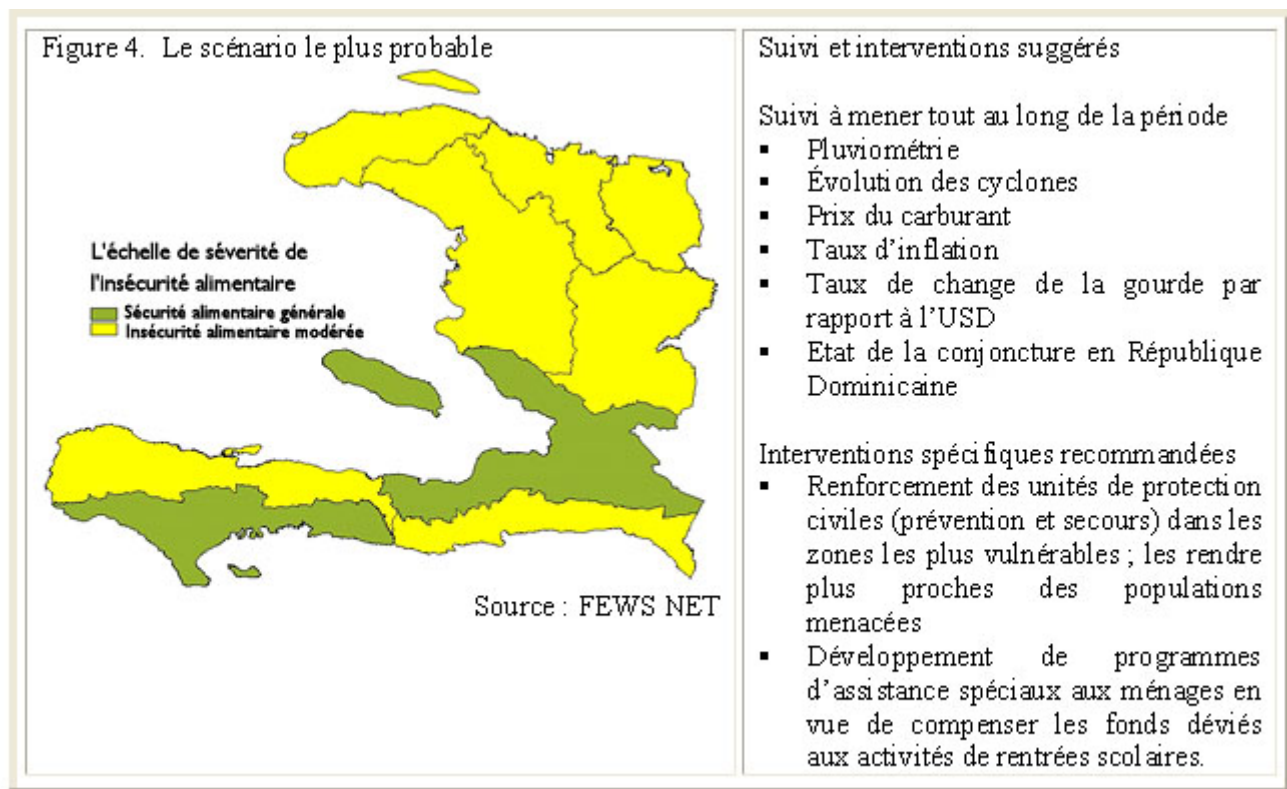 Figure 4. Le scénario le plus probable
L'échelle de séverité de
l'insécurité alimentaire
Sécurité alimentaire générale
Insécurité alimentaire modérée
Source : FEWS NET
Suivi et interventions suggérés
Suivi à mener tout au long de la période
▪ Pluviométrie
▪ Évolution des cyclones
▪ Prix du carburant
▪ Taux d'inflation
▪ Taux de change de la gourde par
rapport à l'USD
▪ Etat de la conjoncture en République
Dominicaine
Interventions spécifiques recommandées
▪ Renforcement des unités de protection
civiles (prévention et secours) dans les
zones les plus vulnérables ; les rendre
plus proches des populations
menacées
▪ Développement de programmes
d'assistance spéciaux aux ménages en
vue de compenser les fonds déviés
aux activités de rentrées scolaires.